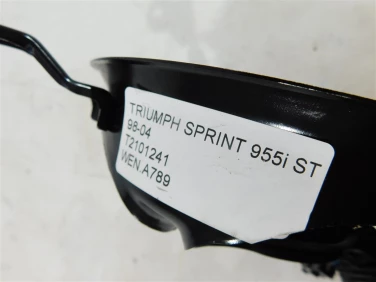 TRIUMPH SPRINT 955i ST
98-04
T2101241
WEN.A789